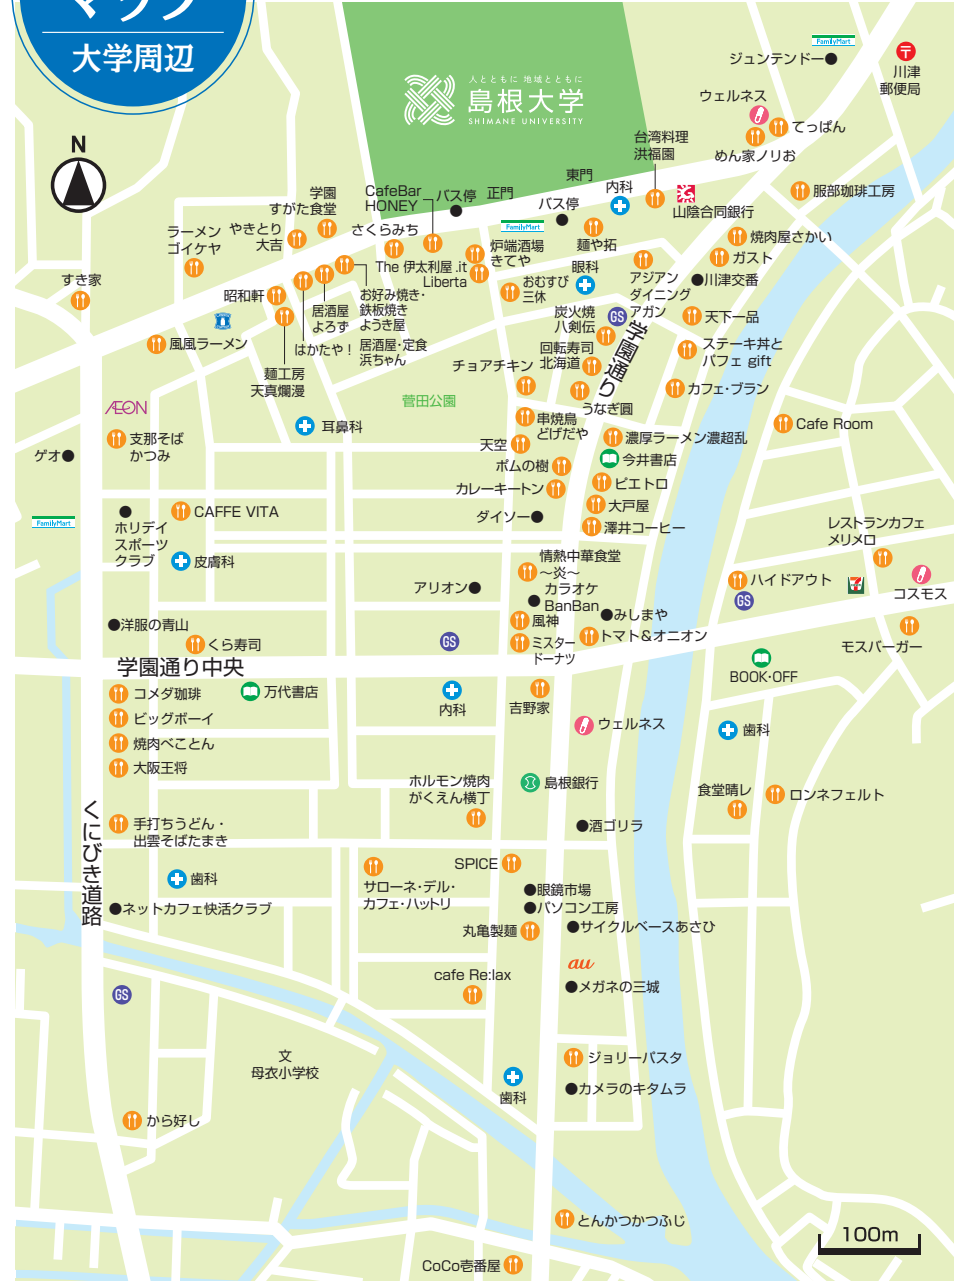 マップ
大学周辺
N
人とともに 地域とともに
島根大学
SHIMANE UNIVERSITY
FamilyMart
ジュンテンドー
川津
郵便局
ウェルネス
てっぱん
めん家ノリお
台湾料理
洪福園
東門
内科
山陰合同銀行
服部珈琲工房
学園
すがた食堂
CafeBar
HONEY
バス停
正門
バス停
FamilyMart
ラーメン
ゴイケヤ
やきとり
大吉
さくらみち
The 伊太利屋 .it
Liberta
炉端酒場
きてや
麺や拓
焼肉屋さかい
ガスト
すき家
昭和軒
居酒屋
よろず
お好み焼き・
鉄板焼き
ようき屋
おむすび
三休
眼科
アジアン
ダイニング
アガン
川津交番
炭火焼
八剣伝
GS
天下一品
風風ラーメン
はかたや！
居酒屋・定食
浜ちゃん
麺工房
天真爛漫
回転寿司
北海道
学園通り
ステーキ丼と
パフェ gift
チョアチキン
うなぎ圓
カフェ・ブラン
ÆON
菅田公園
耳鼻科
串焼鳥
どげだや
濃厚ラーメン濃超乱
Cafe Room
支那そば
かつみ
ゲオ
天空
ポムの樹
今井書店
カレーキートン
ピエトロ
大戸屋
FamilyMart
CAFFE VITA
ダイソー
澤井コーヒー
ホリデイ
スポーツ
クラブ
皮膚科
レストランカフェ
メリメロ
情熱中華食堂
～炎～
アリオン
カラオケ
BanBan
ハイドアウト
GS
コスモス
洋服の青山
風神
みしまや
くら寿司
GS
ミスター
ドーナツ
トマト＆オニオン
モスバーガー
学園通り中央
BOOK・OFF
コメダ珈琲
万代書店
内科
吉野家
ビッグボーイ
ウェルネス
歯科
焼肉べことん
大阪王将
ホルモン焼肉
がくえん横丁
島根銀行
食堂晴レ
ロンネフェルト
くにびき道路
手打ちうどん・
出雲そばたまき
酒ゴリラ
歯科
サローネ・デル・
カフェ・ハットリ
SPICE
眼鏡市場
パソコン工房
ネットカフェ快活クラブ
丸亀製麺
サイクルベースあさひ
au
cafe Re:lax
メガネの三城
GS
文
母衣小学校
ジョリーパスタ
歯科
カメラのキタムラ
から好し
とんかつかつふじ
100m
CoCo壱番屋